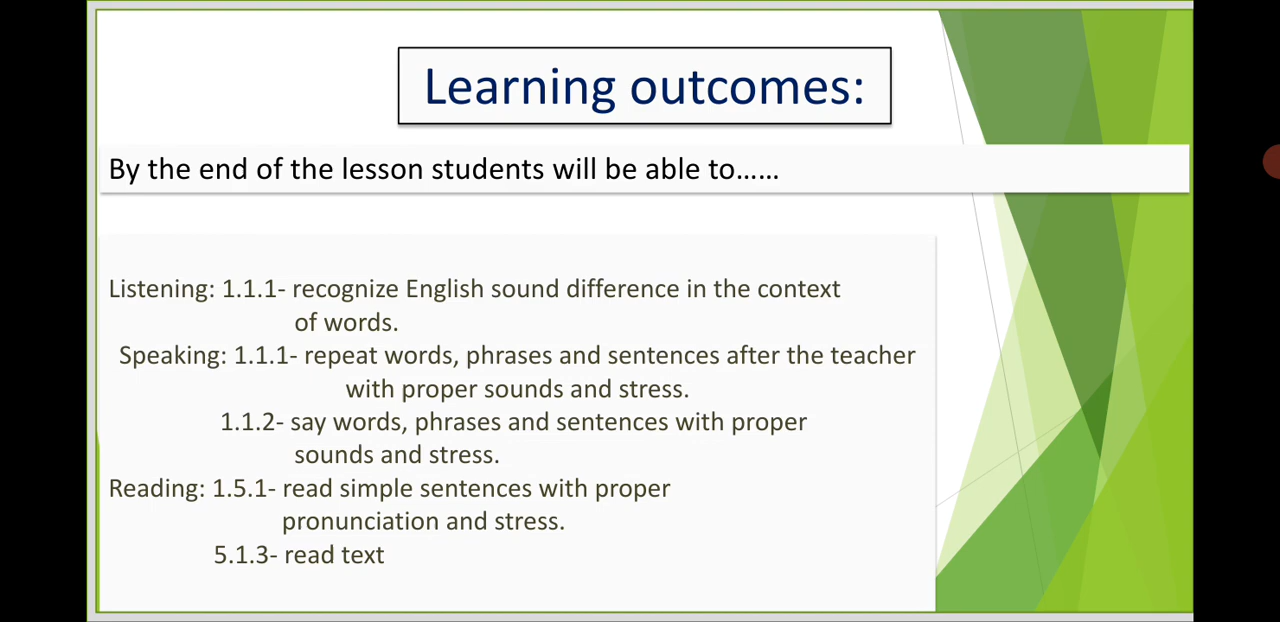 Learning outcomes:
By the end of the lesson students will be able to......
Listening: 1.1.1- recognize English sound difference in the context
of words.
Speaking: 1.1.1- repeat words, phrases and sentences after the teacher
with proper sounds and stress.
1.1.2- say words, phrases and sentences with proper
sounds and stress.
Reading: 1.5.1- read simple sentences with proper
pronunciation and stress.
5.1.3- read text